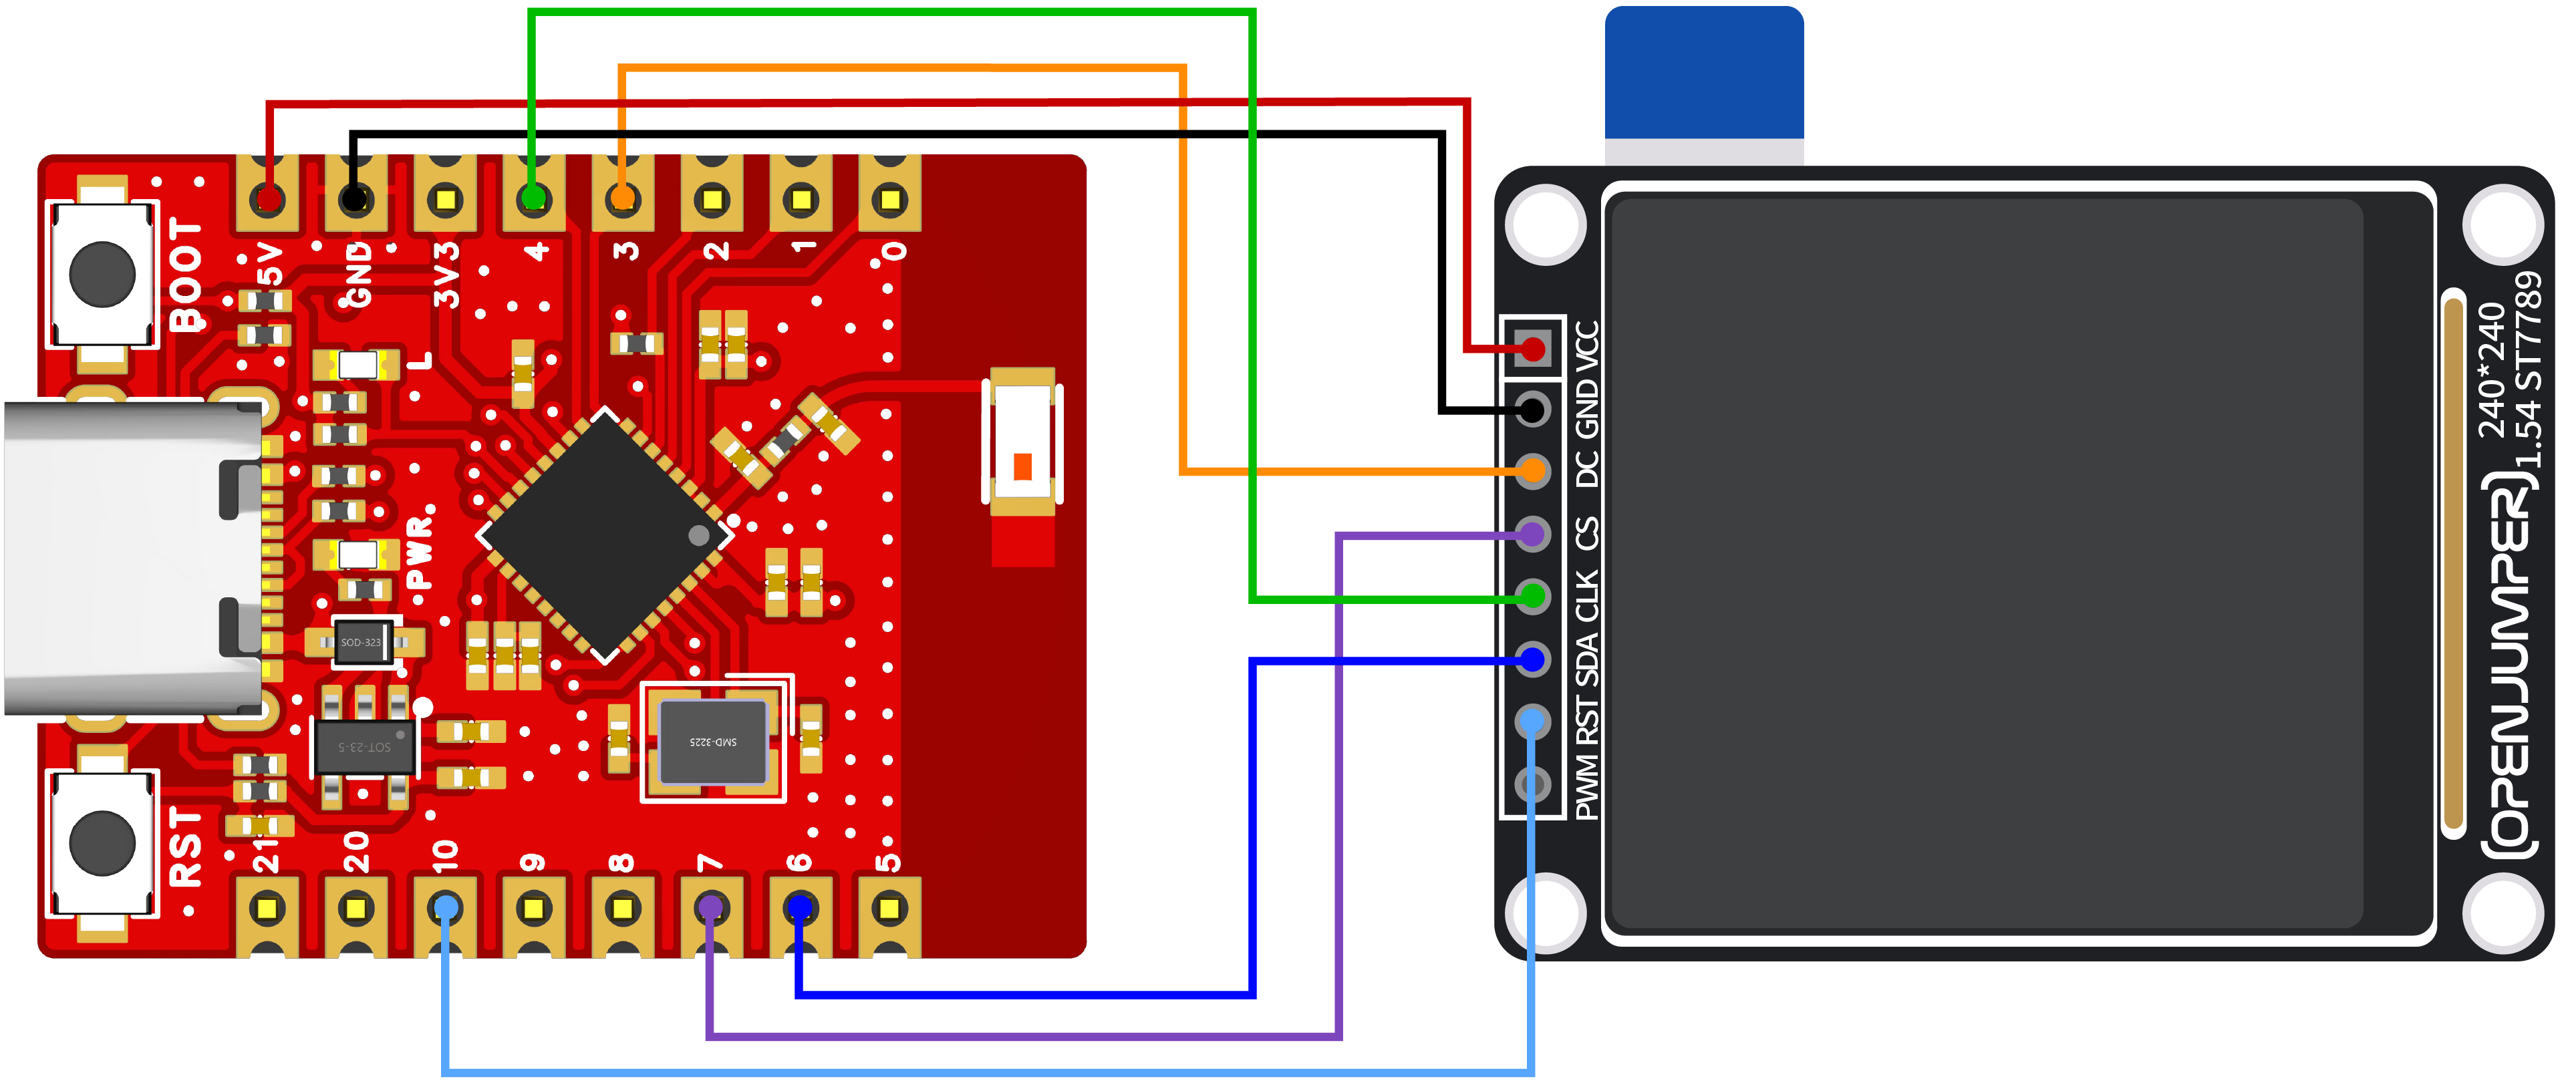 5V
GND
3V3
4
3
2
1
0
BOOT
L
PWR
SOD-323
SOT-23-5
SMD-3225
RST
21
20
10
9
8
7
6
5
VCC
GND
DC
CS
CLK
SDA
RST
PWM
240*240
1.54 ST7789
OPENJUMPER